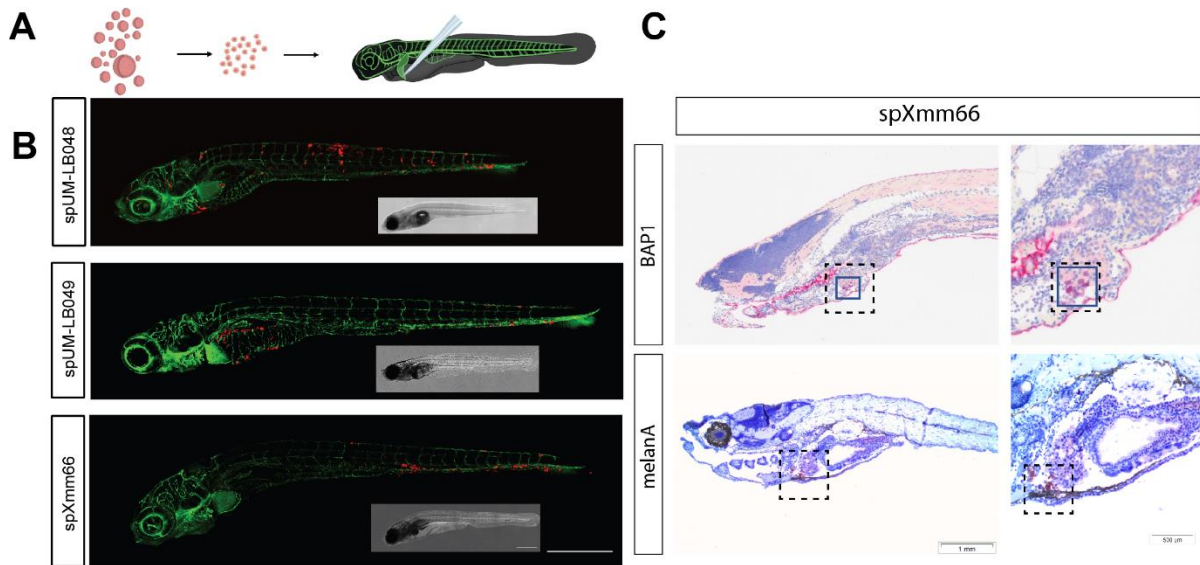 A
B
spUM-LB048
spUM-LB049
spXmm66
C
spXmm66
BAP1
melanA
1 mm
500 µm